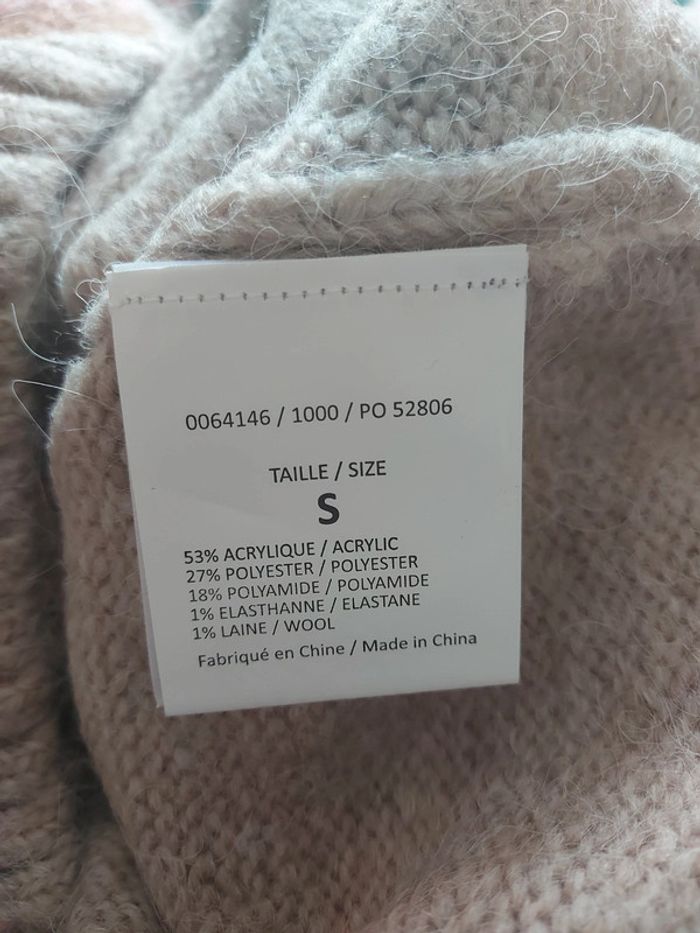 0064146 / 1000 / PO 52806
TAILLE / SIZE
S
53% ACRYLIQUE / ACRYLIC
27% POLYESTER / POLYESTER
18% POLYAMIDE / POLYAMIDE
1% ELASTHANNE / ELASTANE
1% LAINE / WOOL
Fabriqué en Chine / Made in China